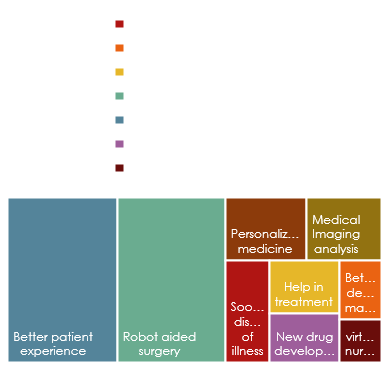 Personaliz...
medicine
Medical
Imaging
analysis
Better patient
experience
Robot aided
surgery
Soo...
dis...
of
illness
Help in
treatment
New drug
develop...
Bet...
de...
ma...
virt...
nur...